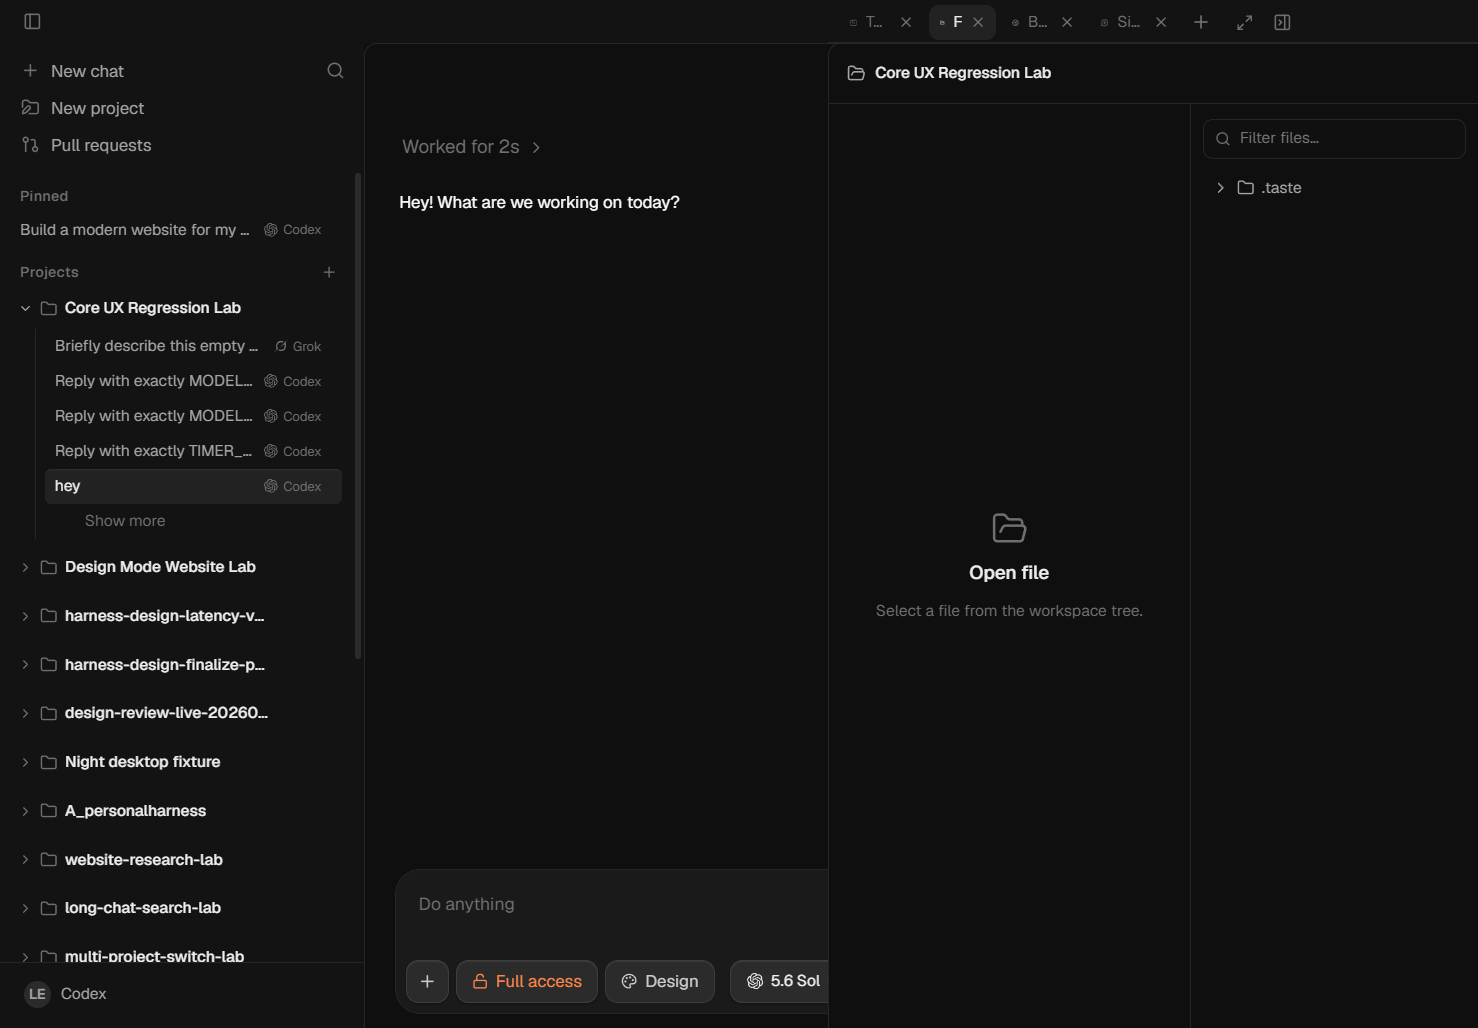 T...
F
B...
Si...
New chat
New project
Pull requests
Pinned
Build a modern website for my ... Codex
Projects
Core UX Regression Lab
Briefly describe this empty ... Grok
Reply with exactly MODEL... Codex
Reply with exactly MODEL... Codex
Reply with exactly TIMER_... Codex
hey Codex
Show more
Design Mode Website Lab
harness-design-latency-v...
harness-design-finalize-p...
design-review-live-20260...
Night desktop fixture
A_personalharness
website-research-lab
long-chat-search-lab
multi-project-switch-lab
LE Codex
Worked for 2s
Hey! What are we working on today?
Do anything
Full access
Design
5.6 Sol
Core UX Regression Lab
Open file
Select a file from the workspace tree.
Filter files...
.taste